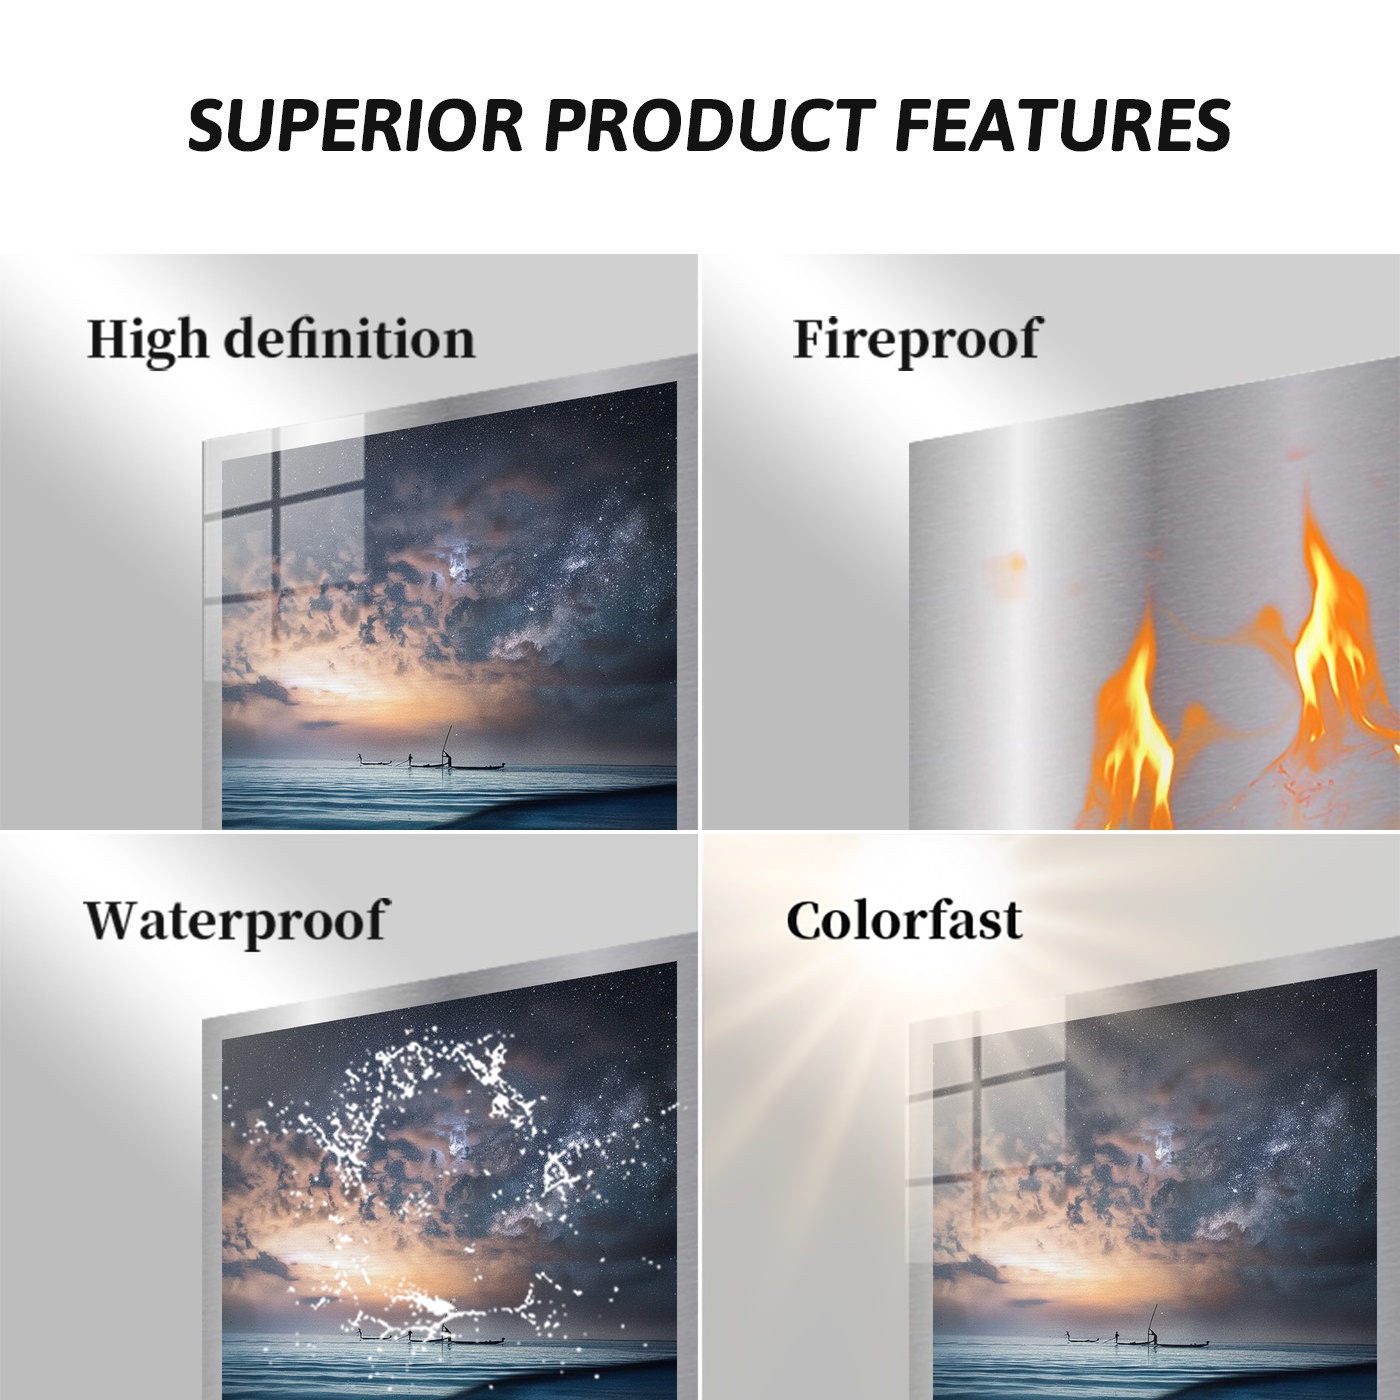 SUPERIOR PRODUCT FEATURES
High definition
Fireproof
Waterproof
Colorfast